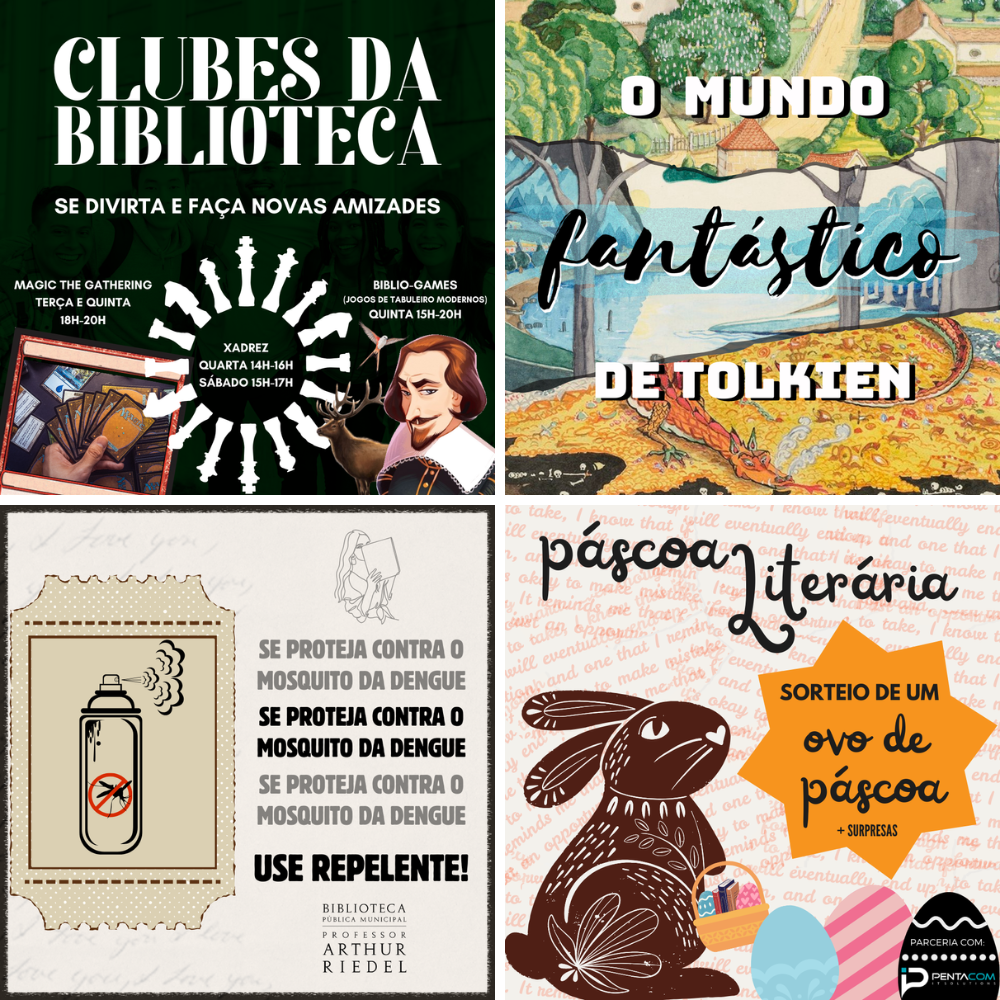 CLUBES DA
BIBLIOTECA
SE DIVIRTA E FAÇA NOVAS AMIZADES
MAGIC THE GATHERING
TERÇA E QUINTA
18H-20H
XADREZ
QUARTA 14H-16H
SÁBADO 15H-17H
BIBLIO-GAMES
(JOGOS DE TABULEIRO MODERNOS)
QUINTA 15H-20H
O MUNDO
fantástico
DE TOLKIEN
SE PROTEJA CONTRA O
MOSQUITO DA DENGUE
SE PROTEJA CONTRA O
MOSQUITO DA DENGUE
SE PROTEJA CONTRA O
MOSQUITO DA DENGUE
USE REPELENTE!
BIBLIOTECA
PÚBLICA MUNICIPAL
PROFESSOR
ARTHUR
RIEDEL
páscoa
Literária
SORTEIO DE UM
ovo de
páscoa
+ SURPRESAS
PARCERIA COM:
PENTACOM